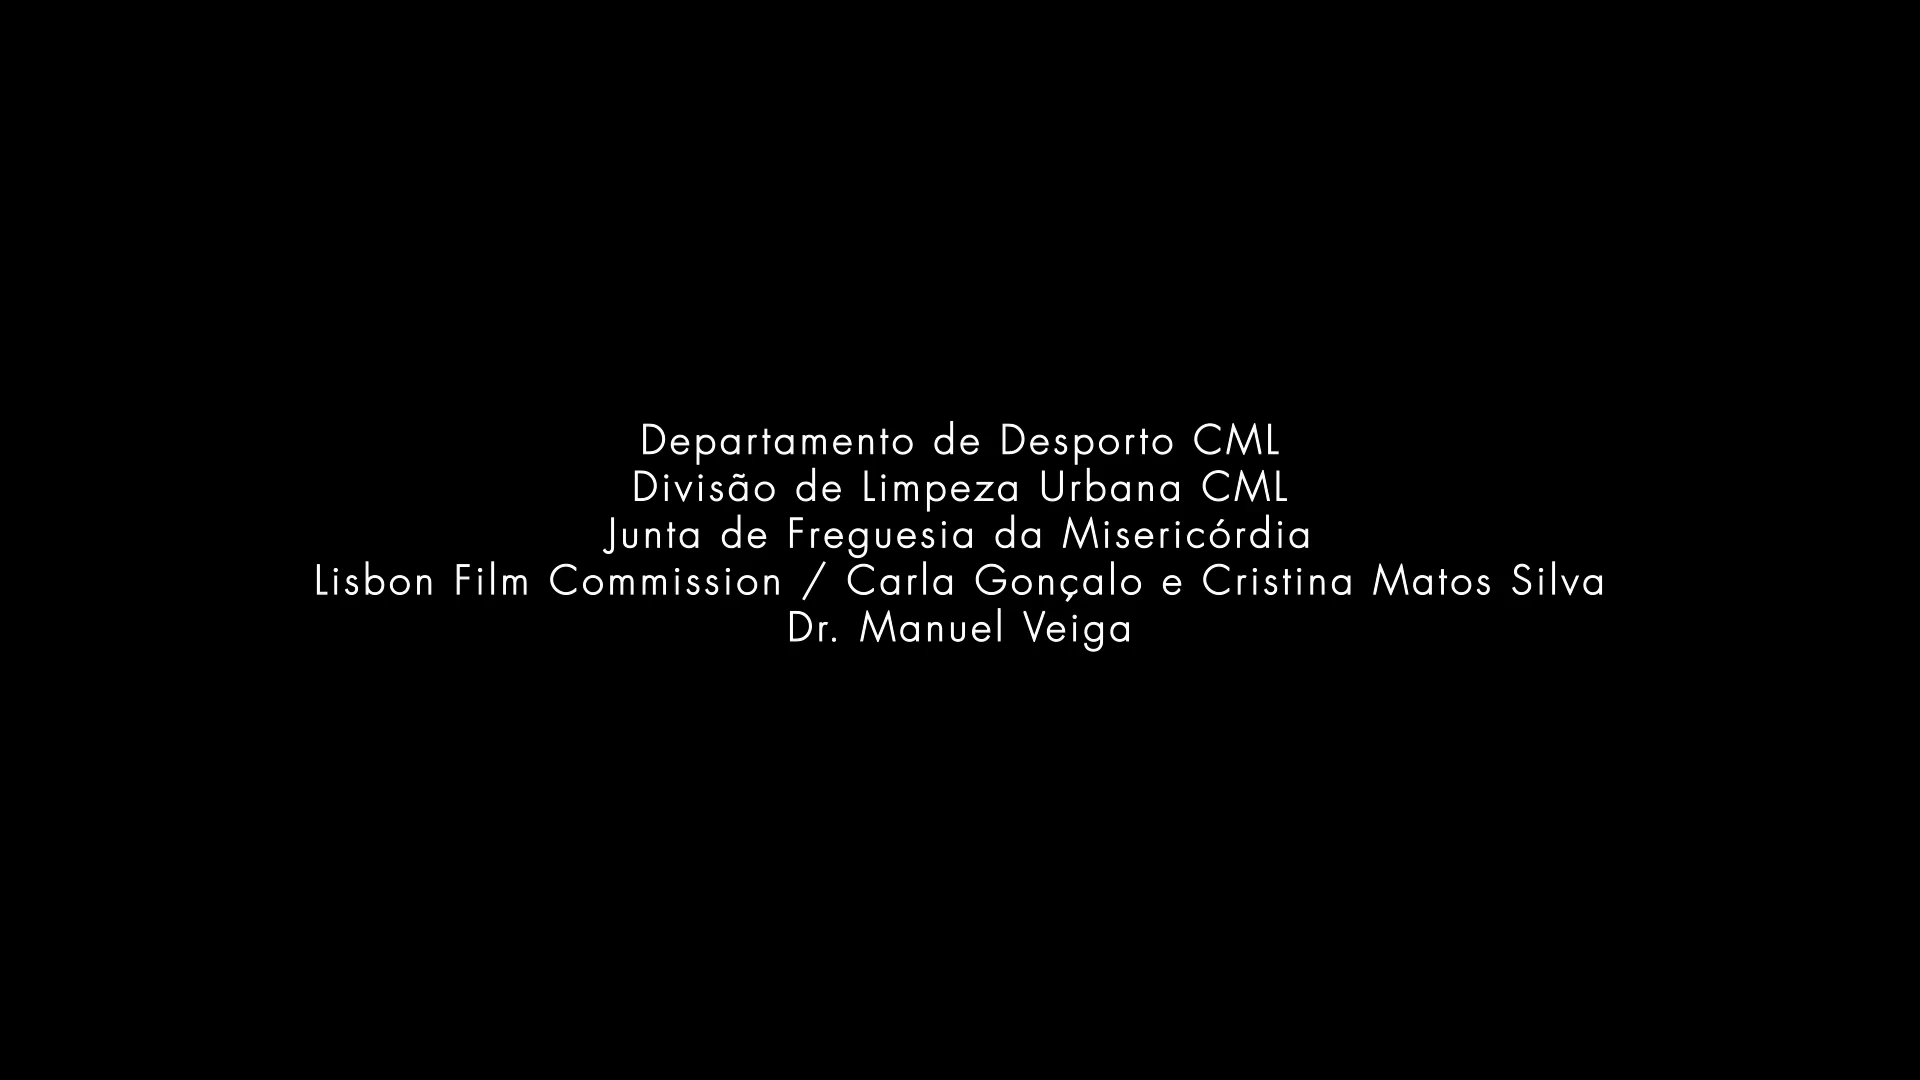 Departamento de Desporto CML
Divisão de Limpeza Urbana CML
Junta de Freguesia da Misericórdia
Lisbon Film Commission / Carla Gonçalo e Cristina Matos Silva
Dr. Manuel Veiga